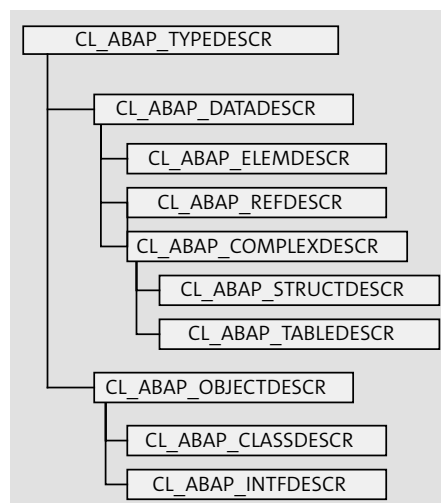 CL_ABAP_TYPEDESCR
CL_ABAP_DATADESCR
CL_ABAP_ELEMDESCR
CL_ABAP_REFDESCR
CL_ABAP_COMPLEXDESCR
CL_ABAP_STRUCTDESCR
CL_ABAP_TABLEDESCR
CL_ABAP_OBJECTDESCR
CL_ABAP_CLASSDESCR
CL_ABAP_INTFDESCR